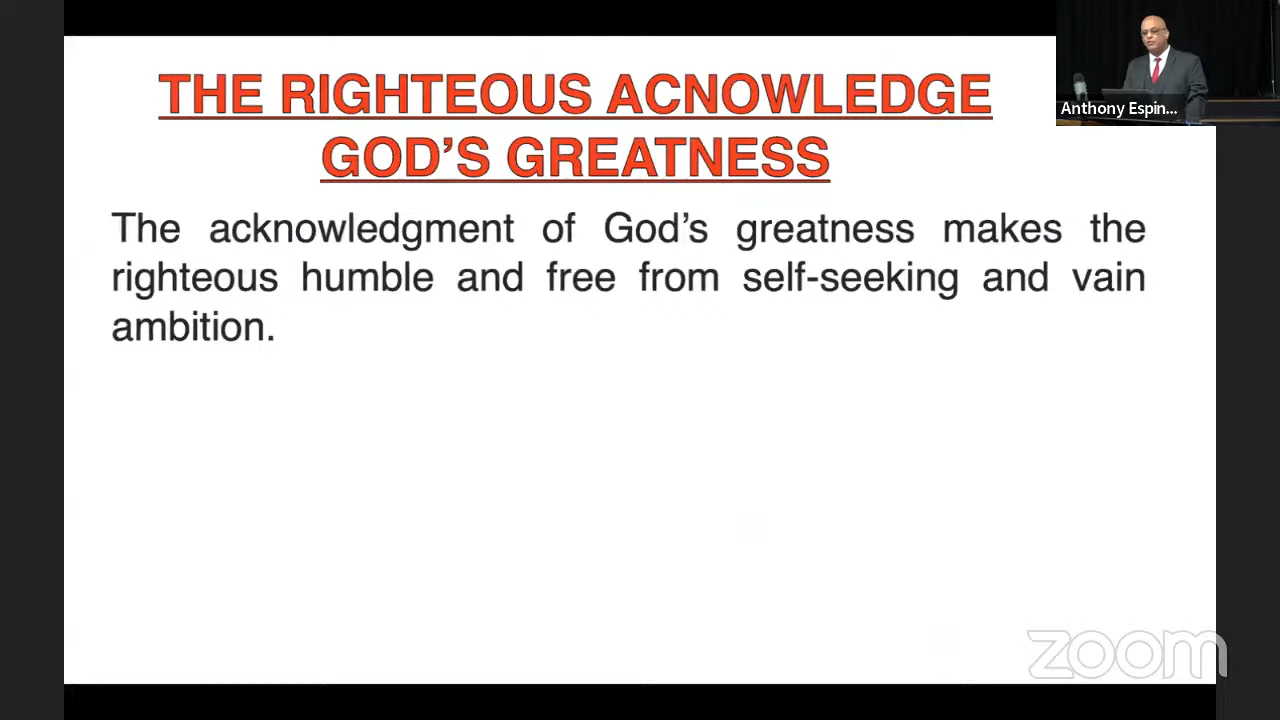 THE RIGHTEOUS ACNOWLEDGE
GOD'S GREATNESS
The acknowledgment of God's greatness makes the
righteous humble and free from self-seeking and vain
ambition.
Anthony Espin...
zoom